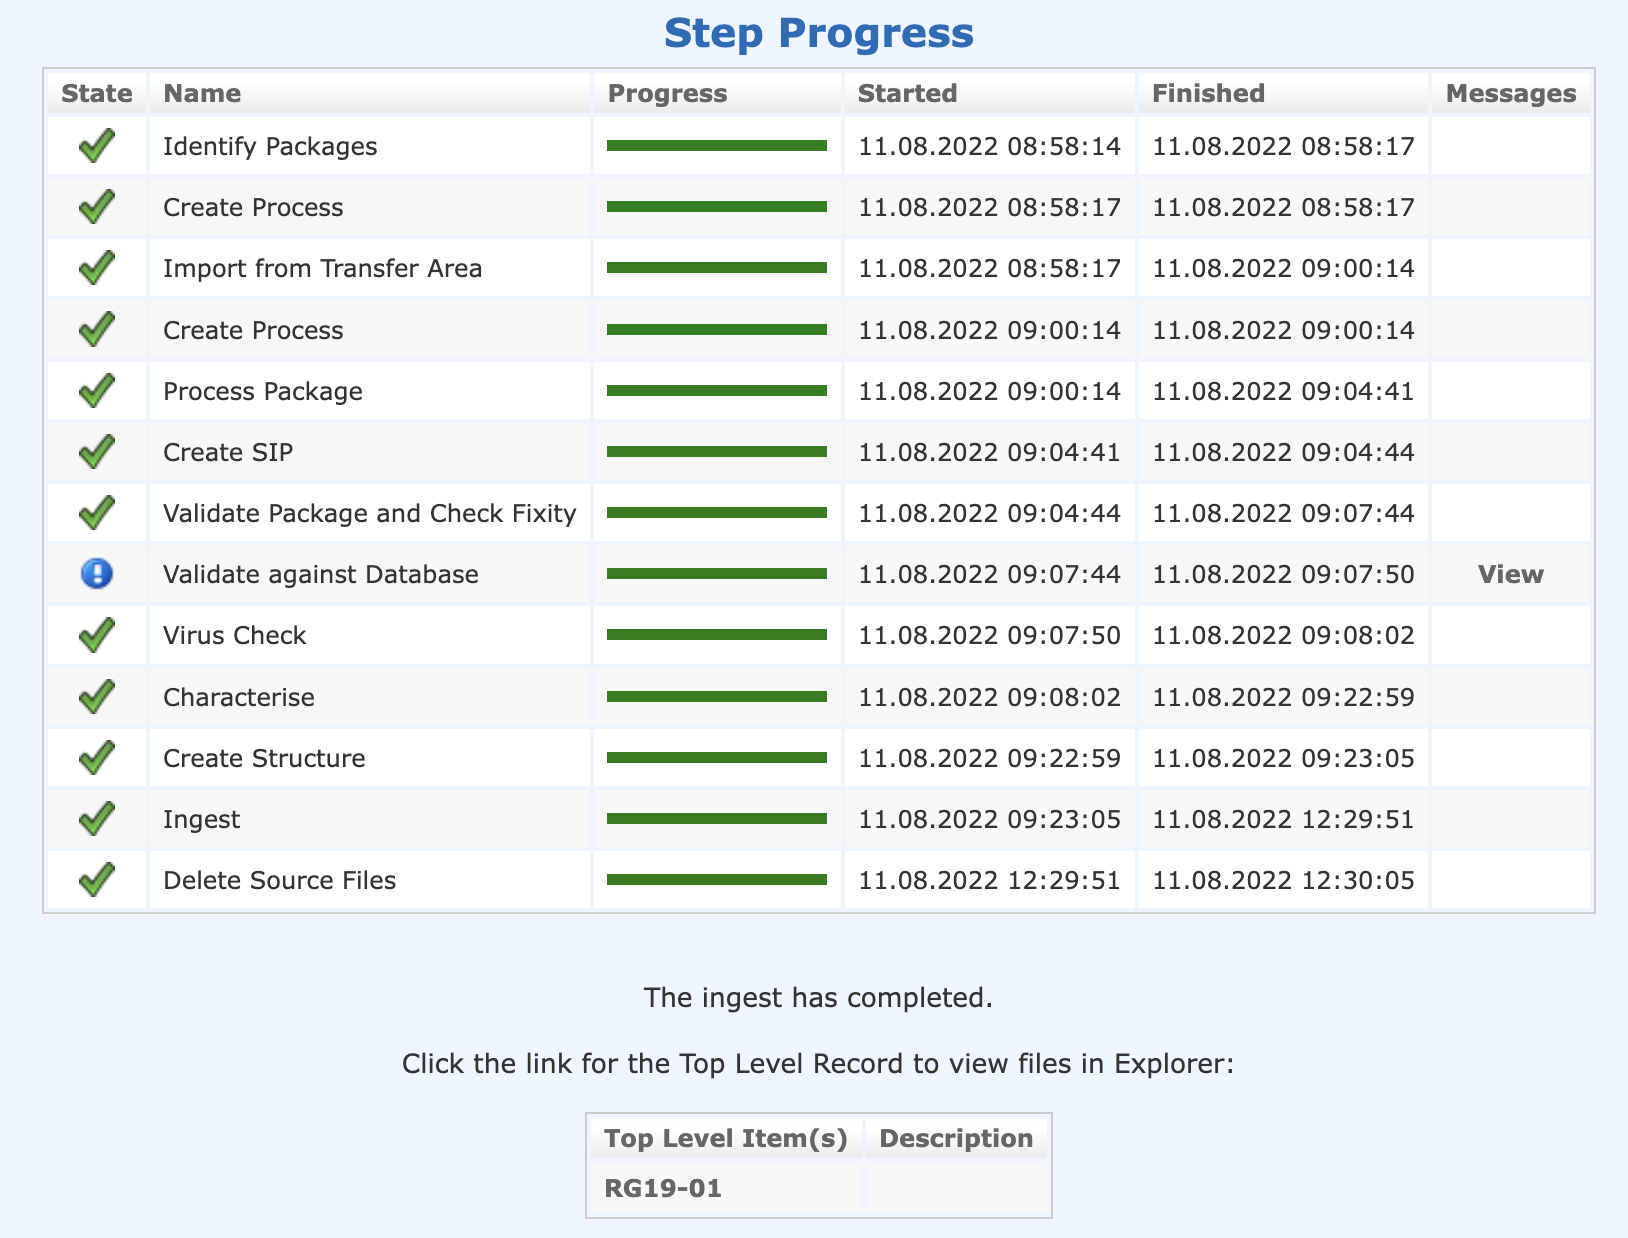 Step Progress
State Name Progress Started Finished Messages
Identify Packages 11.08.2022 08:58:14 11.08.2022 08:58:17
Create Process 11.08.2022 08:58:17 11.08.2022 08:58:17
Import from Transfer Area 11.08.2022 08:58:17 11.08.2022 09:00:14
Create Process 11.08.2022 09:00:14 11.08.2022 09:00:14
Process Package 11.08.2022 09:00:14 11.08.2022 09:04:41
Create SIP 11.08.2022 09:04:41 11.08.2022 09:04:44
Validate Package and Check Fixity 11.08.2022 09:04:44 11.08.2022 09:07:44
Validate against Database 11.08.2022 09:07:44 11.08.2022 09:07:50 View
Virus Check 11.08.2022 09:07:50 11.08.2022 09:08:02
Characterise 11.08.2022 09:08:02 11.08.2022 09:22:59
Create Structure 11.08.2022 09:22:59 11.08.2022 09:23:05
Ingest 11.08.2022 09:23:05 11.08.2022 12:29:51
Delete Source Files 11.08.2022 12:29:51 11.08.2022 12:30:05
The ingest has completed.
Click the link for the Top Level Record to view files in Explorer:
Top Level Item(s) Description
RG19-01